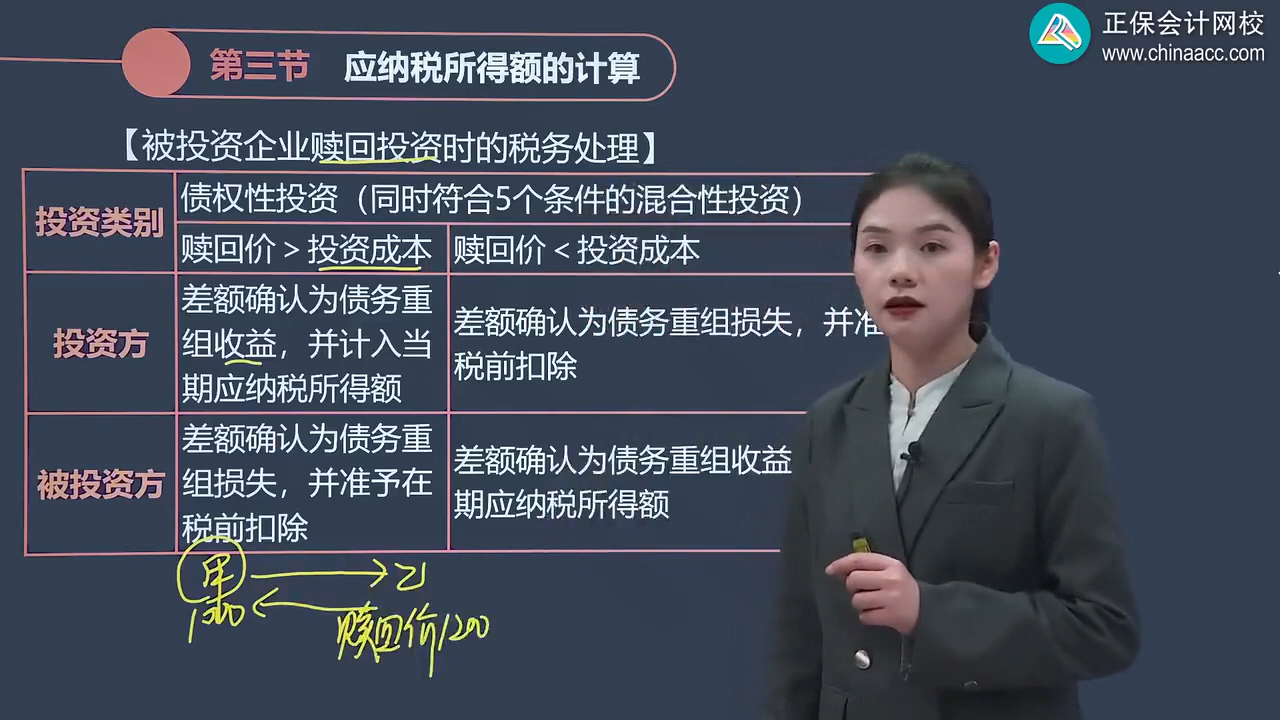 正保会计网校
www.chinaacc.com
第三节 应纳税所得额的计算
【被投资企业赎回投资时的税务处理】
投资类别
债权性投资（同时符合5个条件的混合性投资）
赎回价＞投资成本
赎回价＜投资成本
投资方
差额确认为债务重
组收益，并计入当
期应纳税所得额
差额确认为债务重组损失，并准
税前扣除
被投资方
差额确认为债务重
组损失，并准予在
税前扣除
差额确认为债务重组收益
期应纳税所得额
甲 乙
1000
赎回价1200